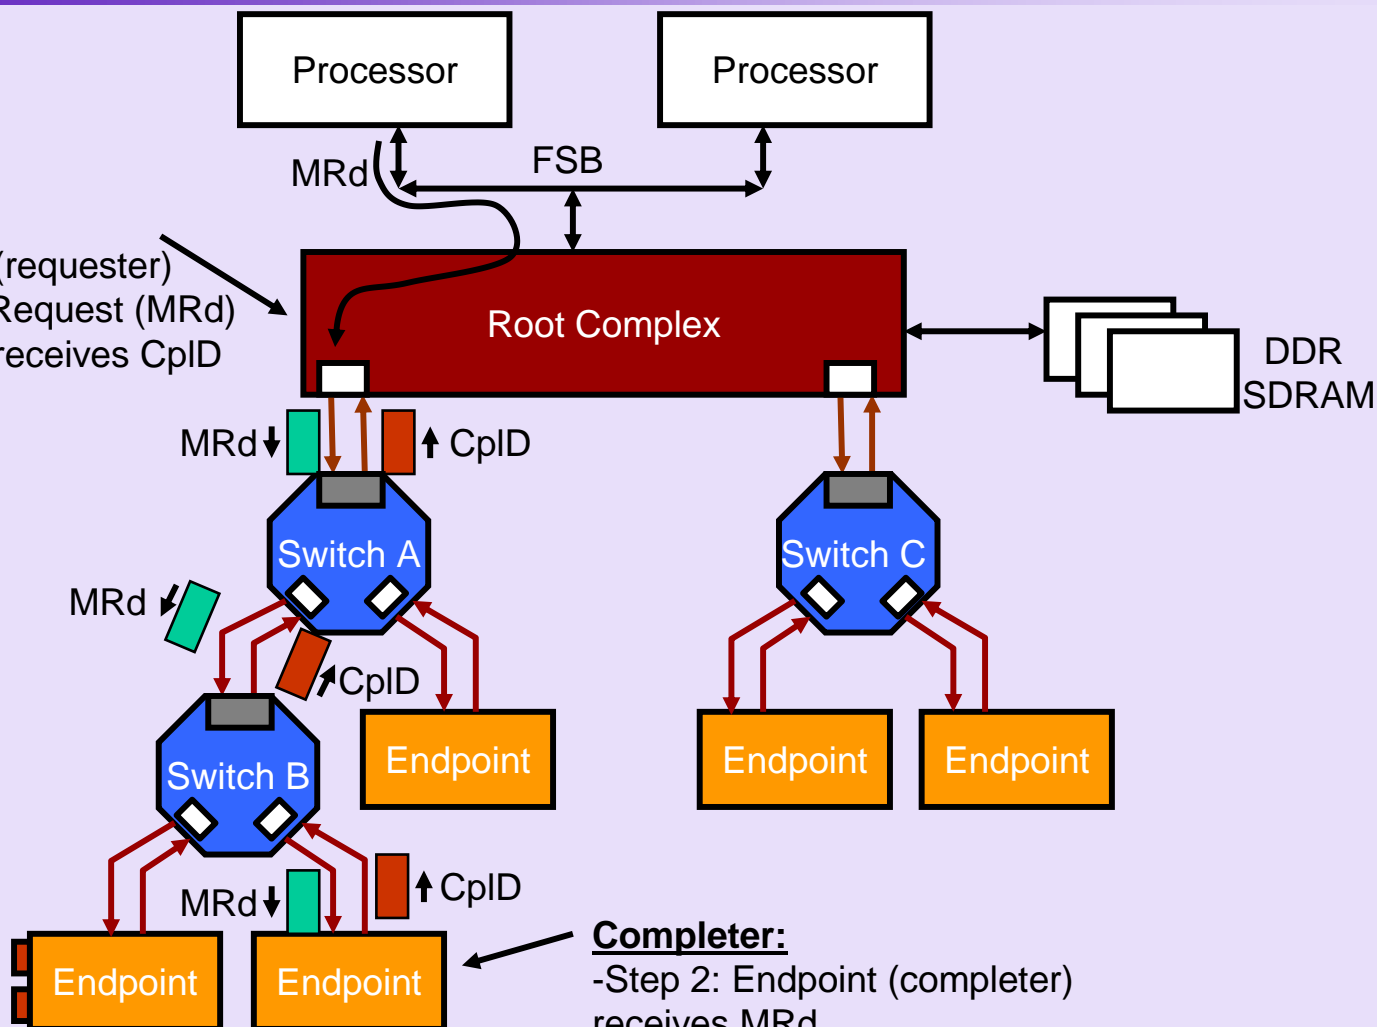 Processor
Processor
MRd
FSB
(requester)
Request (MRd)
receives CplD
Root Complex
DDR
SDRAM
MRd
CplD
Switch A
Switch C
MRd
CplD
Endpoint
Endpoint
Endpoint
Switch B
MRd
CplD
Endpoint
Endpoint
Completer:
-Step 2: Endpoint (completer)
receives MRd